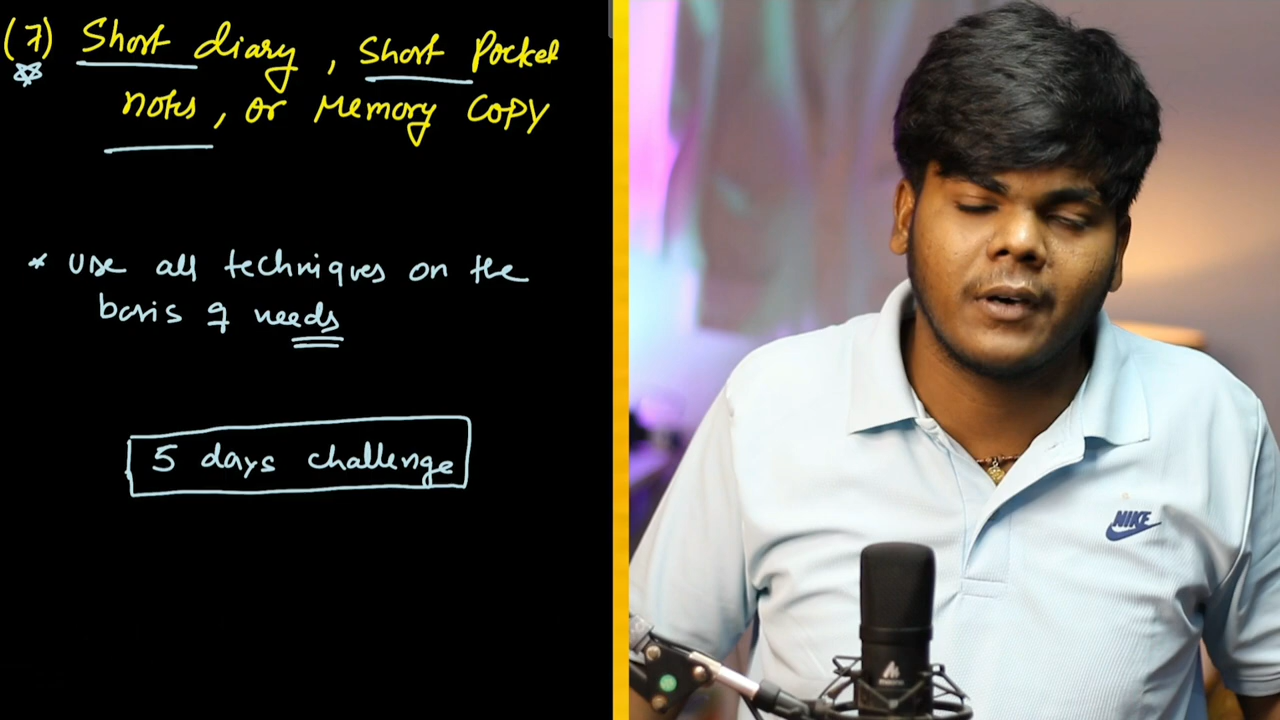 (7) Short diary, Short Pocket
notes, or Memory Copy
* Use all techniques on the
basis of needs
5 days challenge
NIKE